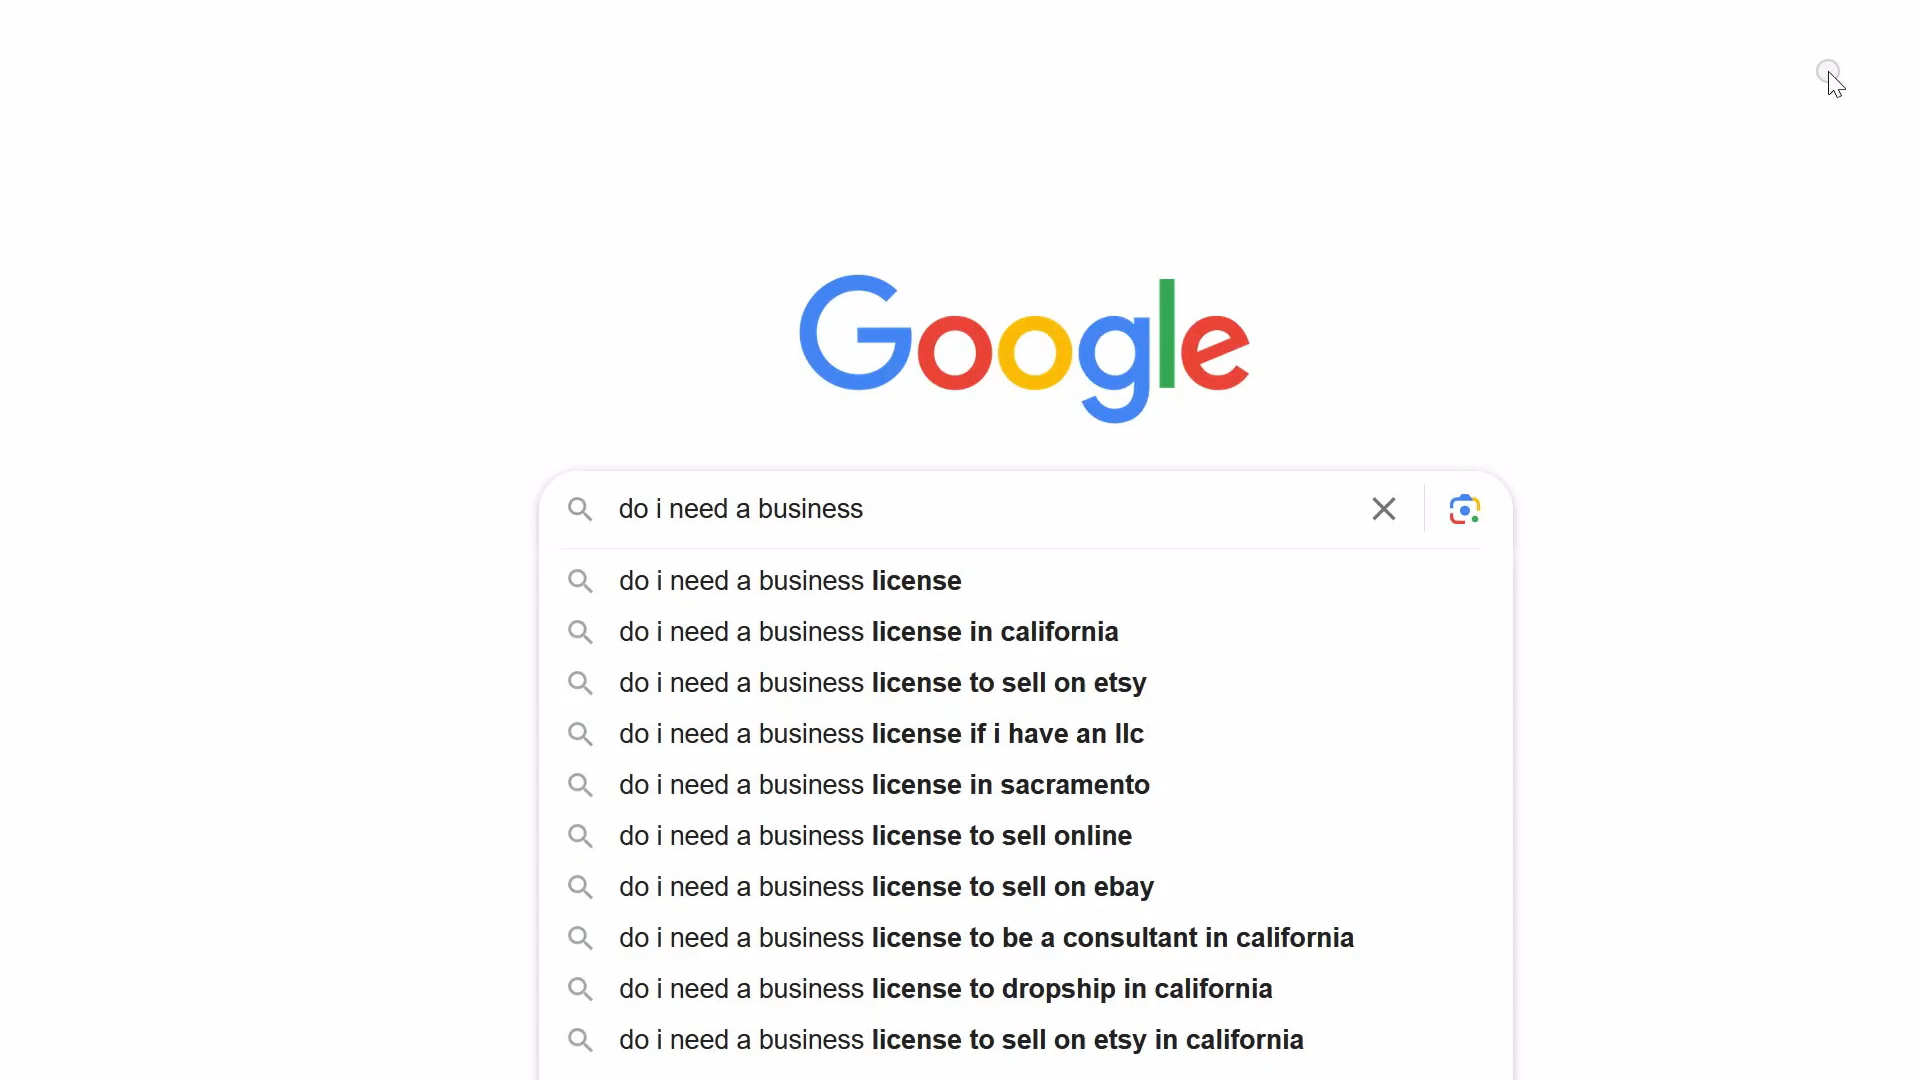 Google
do i need a business
do i need a business license
do i need a business license in california
do i need a business license to sell on etsy
do i need a business license if i have an llc
do i need a business license in sacramento
do i need a business license to sell online
do i need a business license to sell on ebay
do i need a business license to be a consultant in california
do i need a business license to dropship in california
do i need a business license to sell on etsy in california